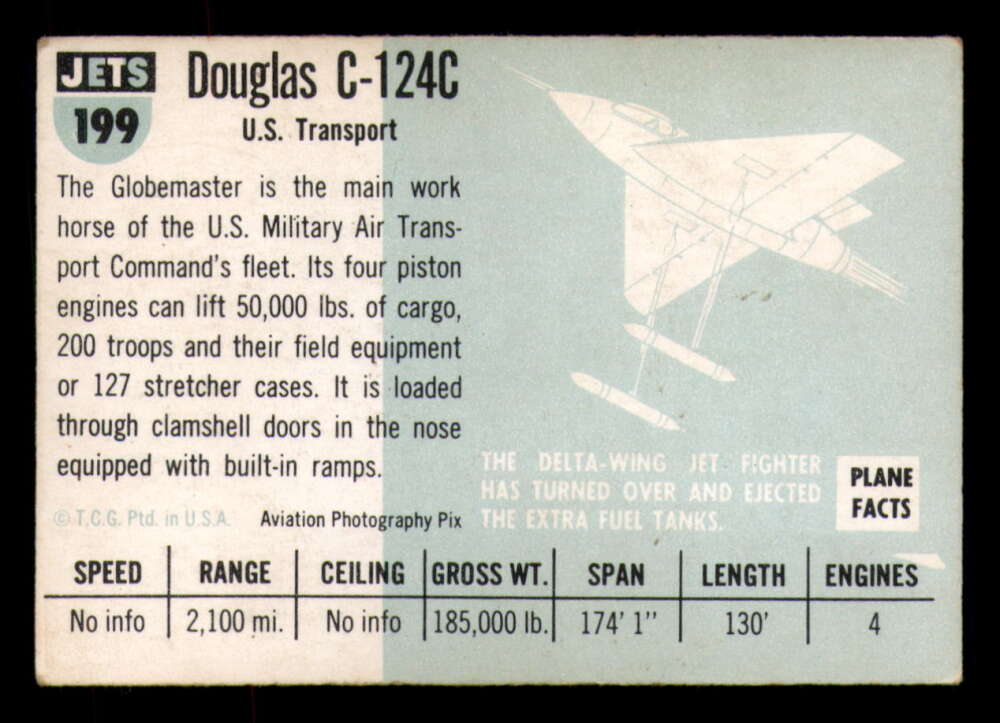 JETS
199
Douglas C-124C
U.S. Transport
The Globemaster is the main work
horse of the U.S. Military Air Trans-
port Command's fleet. Its four piston
engines can lift 50,000 lbs. of cargo,
200 troops and their field equipment
or 127 stretcher cases. It is loaded
through clamshell doors in the nose
equipped with built-in ramps.
© T.C.G. Ptd. in U.S.A. Aviation Photography Pix
THE DELTA-WING JET FIGHTER
HAS TURNED OVER AND EJECTED
THE EXTRA FUEL TANKS.
PLANE
FACTS
SPEED RANGE CEILING GROSS WT. SPAN LENGTH ENGINES
No info 2,100 mi. No info 185,000 lb. 174' 1" 130' 4